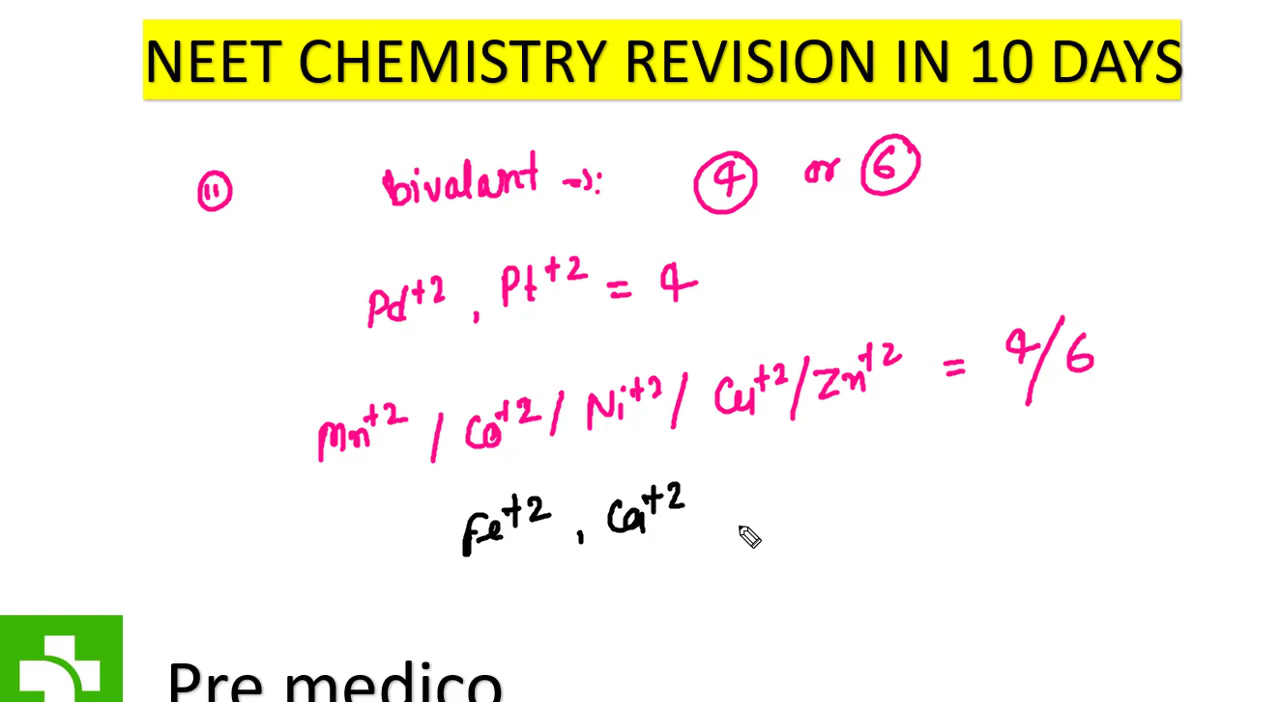 NEET CHEMISTRY REVISION IN 10 DAYS
(11) bivalant →: 4 or 6
Pd+2, Pt+2 = 4
Mn+2 / Co+2 / Ni+2 / Cu+2 / Zn+2 = 4/6
Fe+2, Ca+2
Pre medico